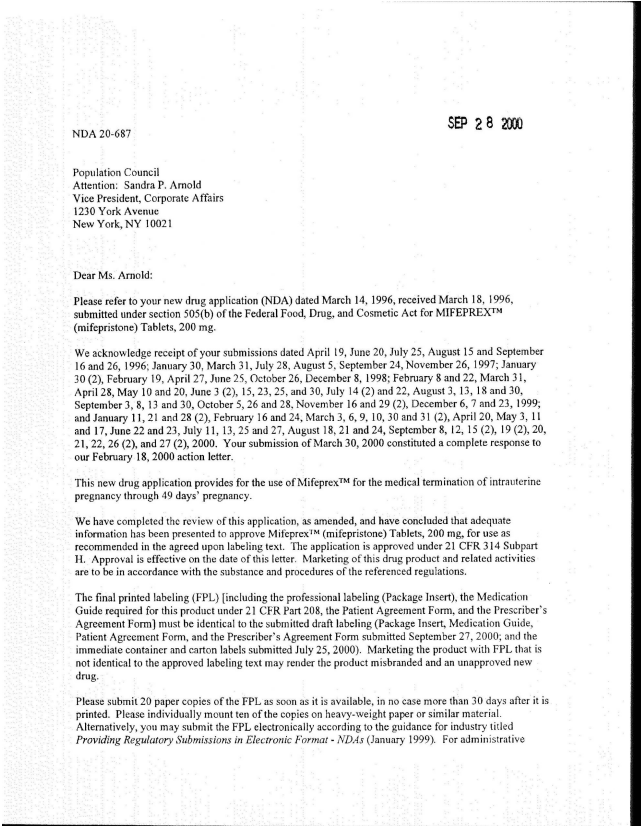 SEP 28 2000
NDA 20-687
Population Council
Attention: Sandra P. Arnold
Vice President, Corporate Affairs
1230 York Avenue
New York, NY 10021
Dear Ms. Arnold:
Please refer to your new drug application (NDA) dated March 14, 1996, received March 18, 1996,
submitted under section 505(b) of the Federal Food, Drug, and Cosmetic Act for MIFEPREX™
(mifepristone) Tablets, 200 mg.
We acknowledge receipt of your submissions dated April 19, June 20, July 25, August 15 and September
16 and 26, 1996; January 30, March 31, July 28, August 5, September 24, November 26, 1997; January
30 (2), February 19, April 27, June 25, October 26, December 8, 1998; February 8 and 22, March 31,
April 28, May 10 and 20, June 3 (2), 15, 23, 25, and 30, July 14 (2) and 22, August 3, 13, 18 and 30,
September 3, 8, 13 and 30, October 5, 26 and 28, November 16 and 29 (2), December 6, 7 and 23, 1999;
and January 11, 21 and 28 (2), February 16 and 24, March 3, 6, 9, 10, 30 and 31 (2), April 20, May 3, 11
and 17, June 22 and 23, July 11, 13, 25 and 27, August 18, 21 and 24, September 8, 12, 15 (2), 19 (2), 20,
21, 22, 26 (2), and 27 (2), 2000. Your submission of March 30, 2000 constituted a complete response to
our February 18, 2000 action letter.
This new drug application provides for the use of Mifeprex™ for the medical termination of intrauterine
pregnancy through 49 days' pregnancy.
We have completed the review of this application, as amended, and have concluded that adequate
information has been presented to approve Mifeprex™ (mifepristone) Tablets, 200 mg, for use as
recommended in the agreed upon labeling text. The application is approved under 21 CFR 314 Subpart
H. Approval is effective on the date of this letter. Marketing of this drug product and related activities
are to be in accordance with the substance and procedures of the referenced regulations.
The final printed labeling (FPL) [including the professional labeling (Package Insert), the Medication
Guide required for this product under 21 CFR Part 208, the Patient Agreement Form, and the Prescriber's
Agreement Form] must be identical to the submitted draft labeling (Package Insert, Medication Guide,
Patient Agreement Form, and the Prescriber's Agreement Form submitted September 27, 2000; and the
immediate container and carton labels submitted July 25, 2000). Marketing the product with FPL that is
not identical to the approved labeling text may render the product misbranded and an unapproved new
drug.
Please submit 20 paper copies of the FPL as soon as it is available, in no case more than 30 days after it is
printed. Please individually mount ten of the copies on heavy-weight paper or similar material.
Alternatively, you may submit the FPL electronically according to the guidance for industry titled
Providing Regulatory Submissions in Electronic Format - NDAs (January 1999). For administrative